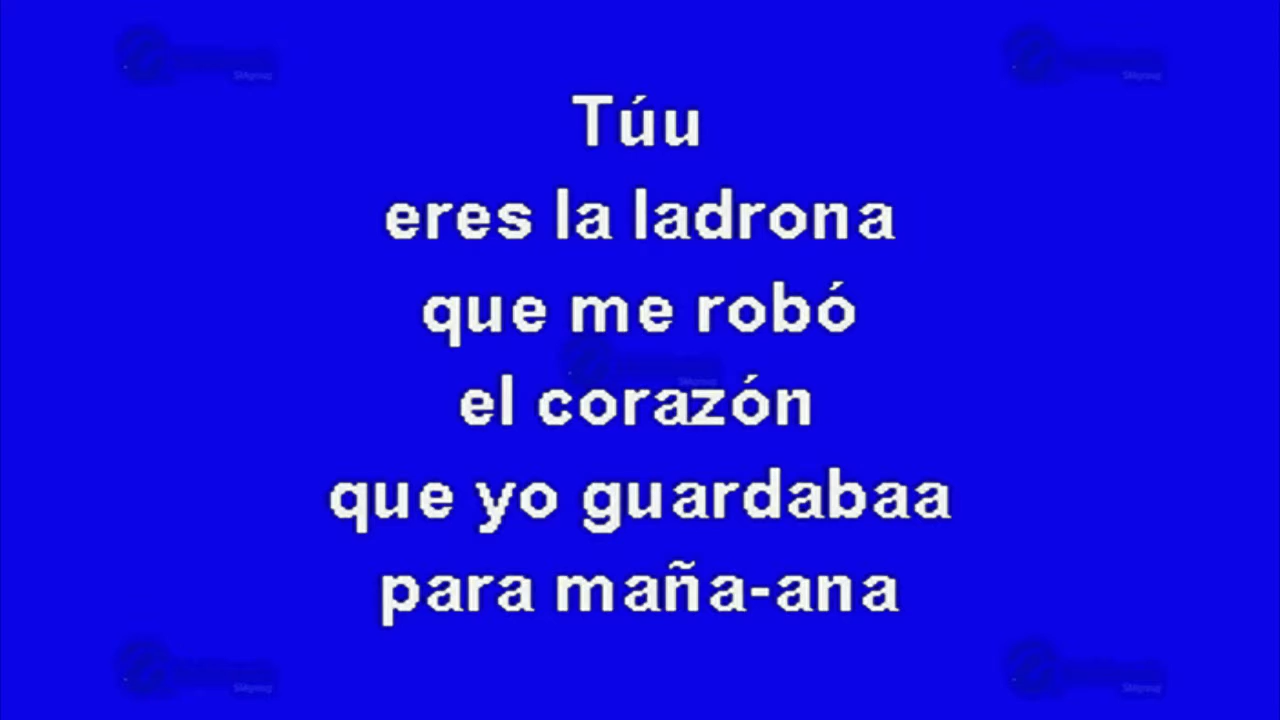 Túu
eres la ladrona
que me robó
el corazón
que yo guardabaa
para maña-ana